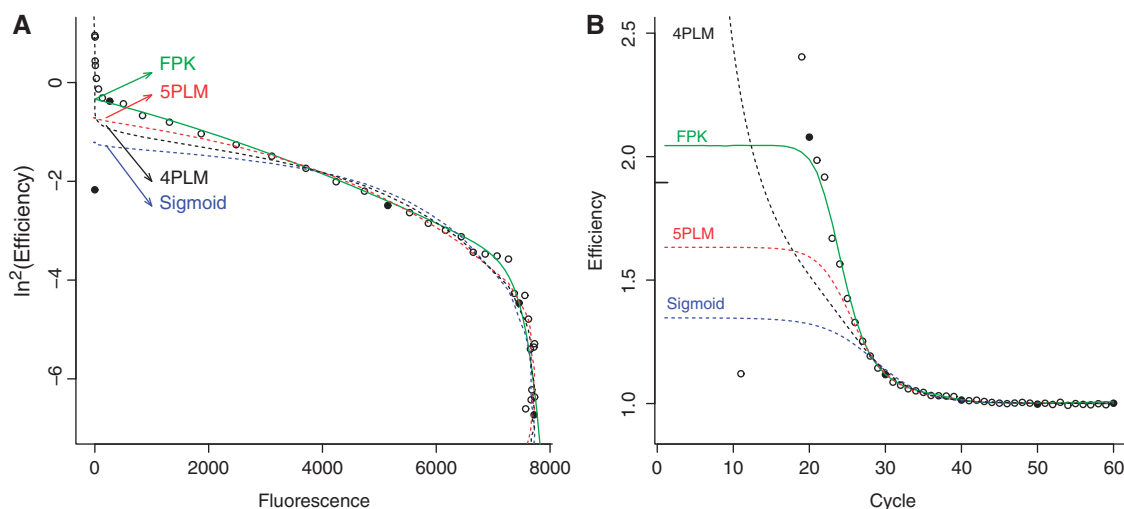 A
FPK
5PLM
4PLM
Sigmoid
ln²(Efficiency)
0
−2
−4
−6
0
2000
4000
6000
8000
Fluorescence
B
4PLM
FPK
5PLM
Sigmoid
Efficiency
2.5
2.0
1.5
1.0
0
10
20
30
40
50
60
Cycle